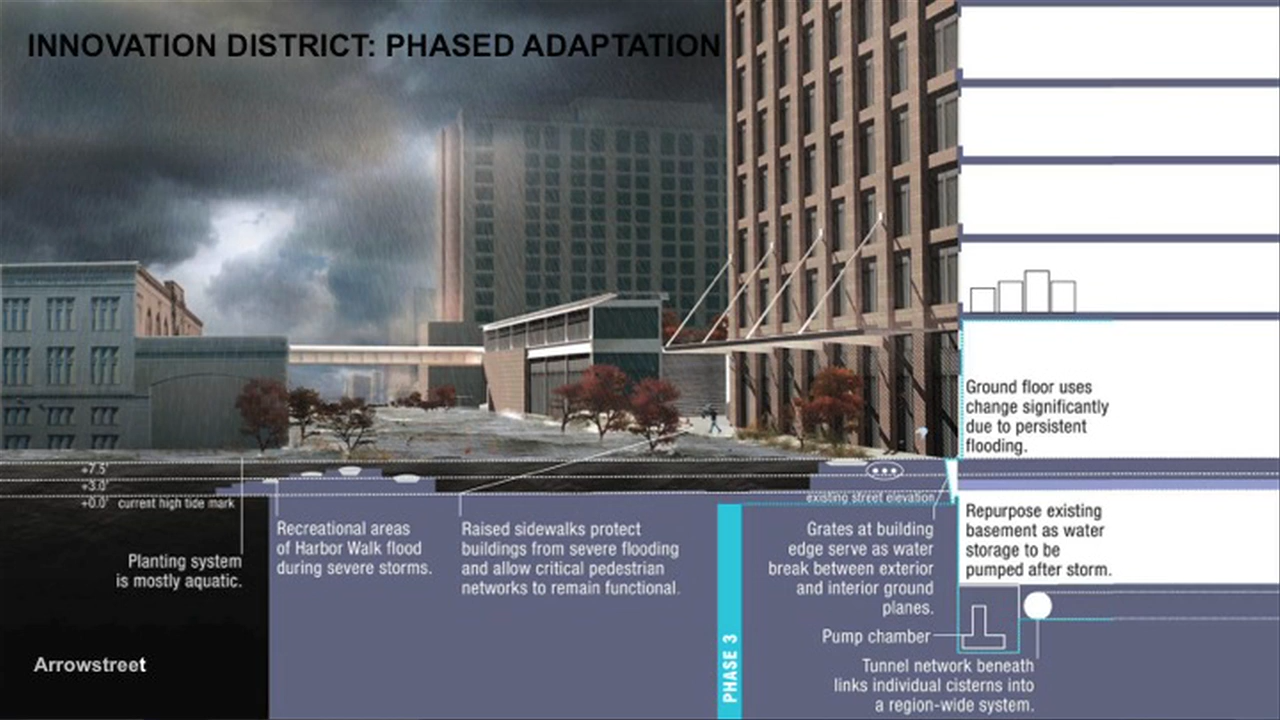 INNOVATION DISTRICT: PHASED ADAPTATION
Ground floor uses
change significantly
due to persistent
flooding.
+7.5'
+3.0'
+0.0' current high tide mark
existing street elevation
Planting system
is mostly aquatic.
Recreational areas
of Harbor Walk flood
during severe storms.
Raised sidewalks protect
buildings from severe flooding
and allow critical pedestrian
networks to remain functional.
PHASE 3
Grates at building
edge serve as water
break between exterior
and interior ground
planes.
Repurpose existing
basement as water
storage to be
pumped after storm.
Pump chamber
Tunnel network beneath
links individual cisterns into
a region-wide system.
Arrowstreet